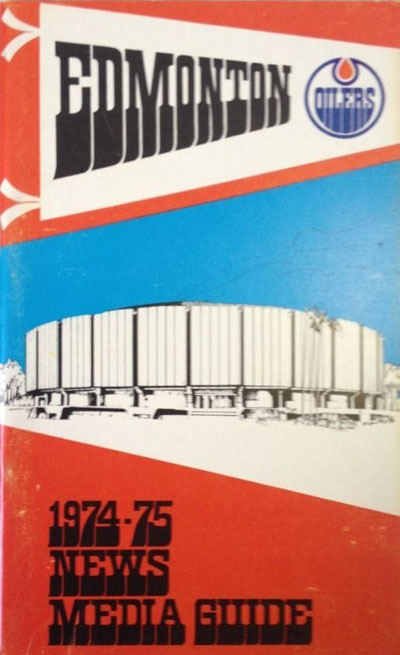 EDMONTON
OILERS
1974-75
NEWS
MEDIA GUIDE